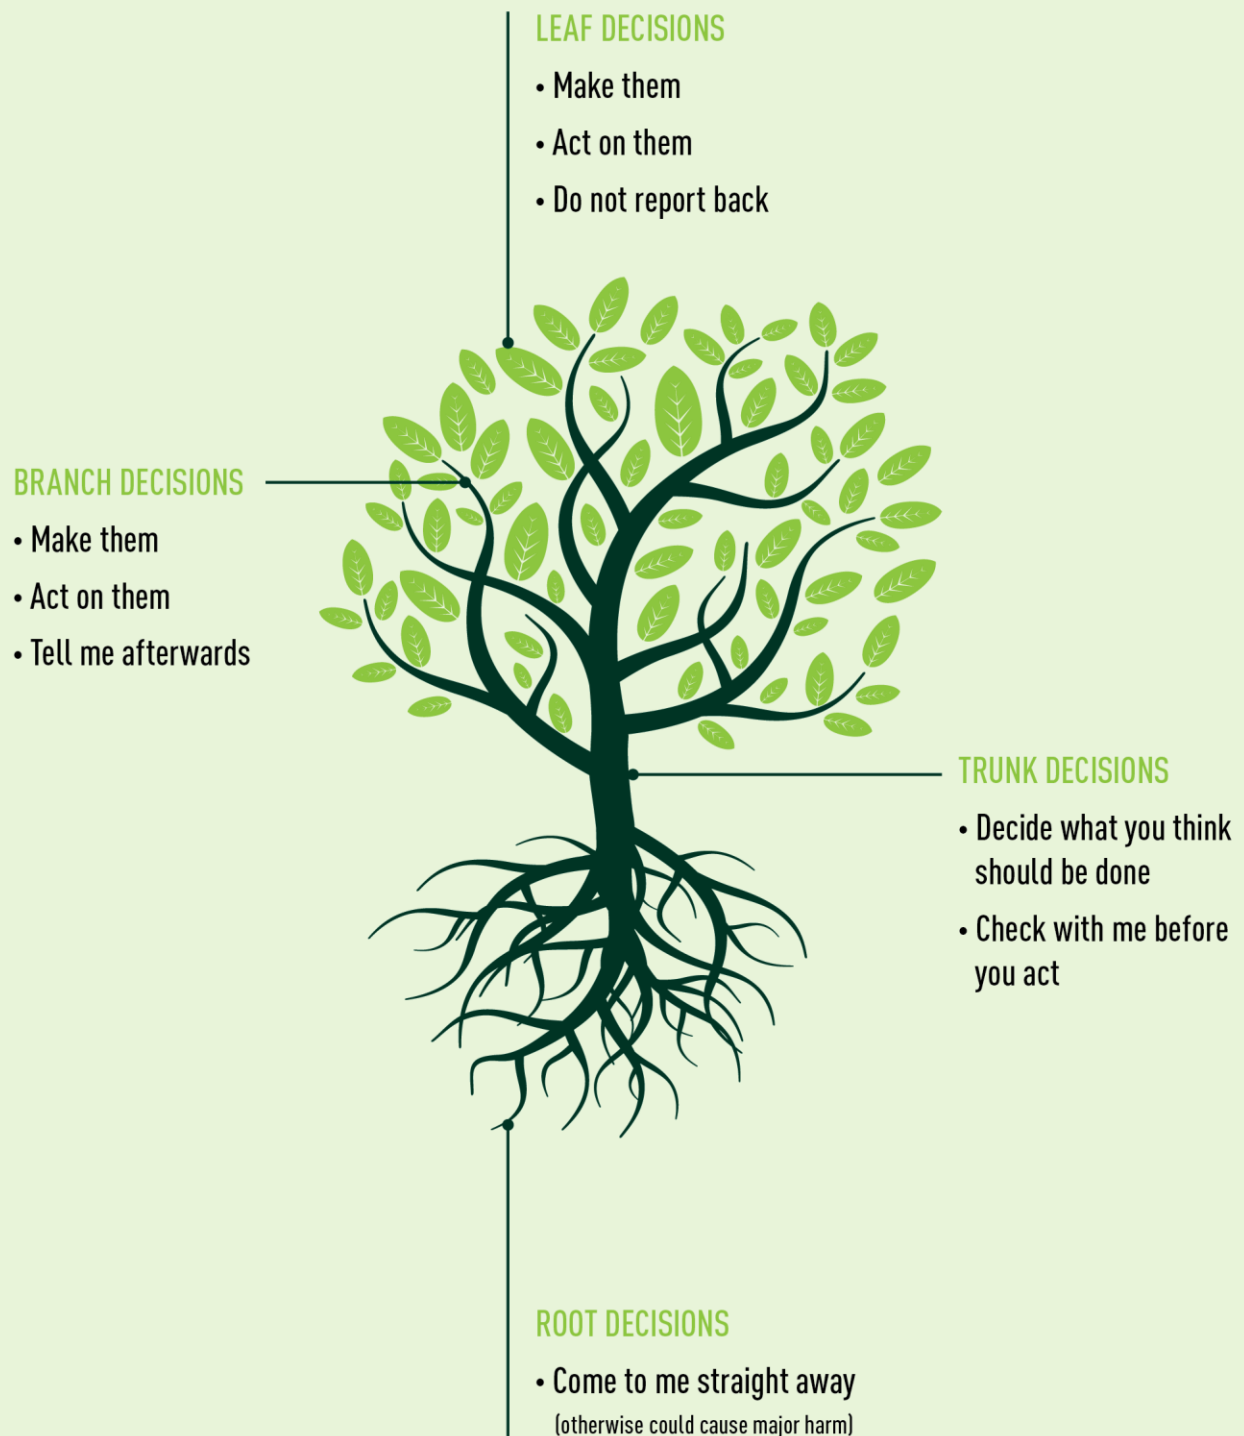 LEAF DECISIONS
• Make them
• Act on them
• Do not report back
BRANCH DECISIONS
• Make them
• Act on them
• Tell me afterwards
TRUNK DECISIONS
• Decide what you think
should be done
• Check with me before
you act
ROOT DECISIONS
• Come to me straight away
(otherwise could cause major harm)